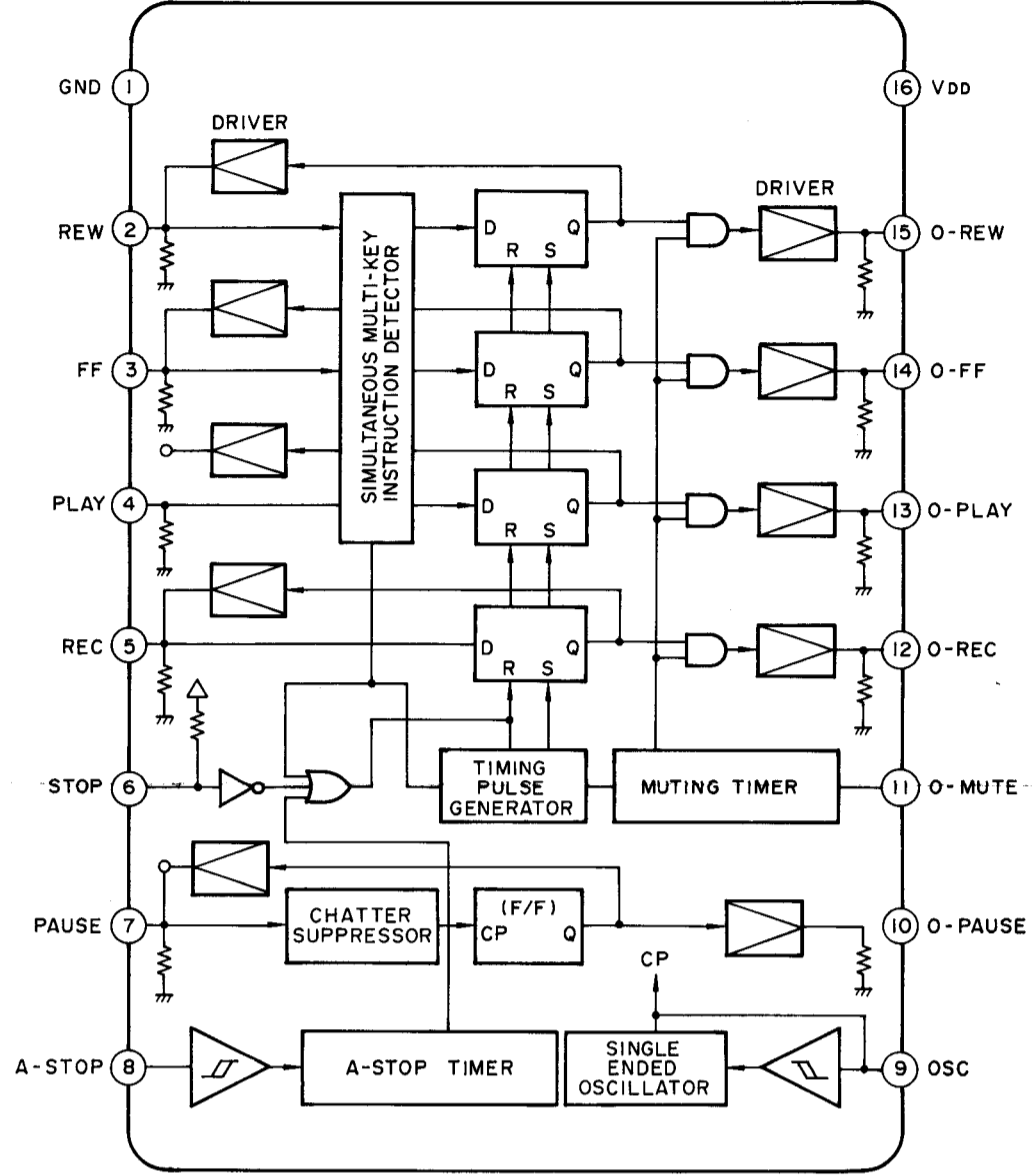 GND 1
16 VDD
DRIVER
DRIVER
REW 2
15 O-REW
D Q
R S
SIMULTANEOUS MULTI-KEY
INSTRUCTION DETECTOR
FF 3
14 O-FF
D Q
R S
PLAY 4
13 O-PLAY
D Q
R S
REC 5
12 O-REC
D Q
R S
STOP 6
TIMING
PULSE
GENERATOR
MUTING TIMER
11 O-MUTE
PAUSE 7
CHATTER
SUPPRESSOR
(F/F)
CP Q
10 O-PAUSE
CP
A-STOP 8
A-STOP TIMER
SINGLE
ENDED
OSCILLATOR
9 OSC